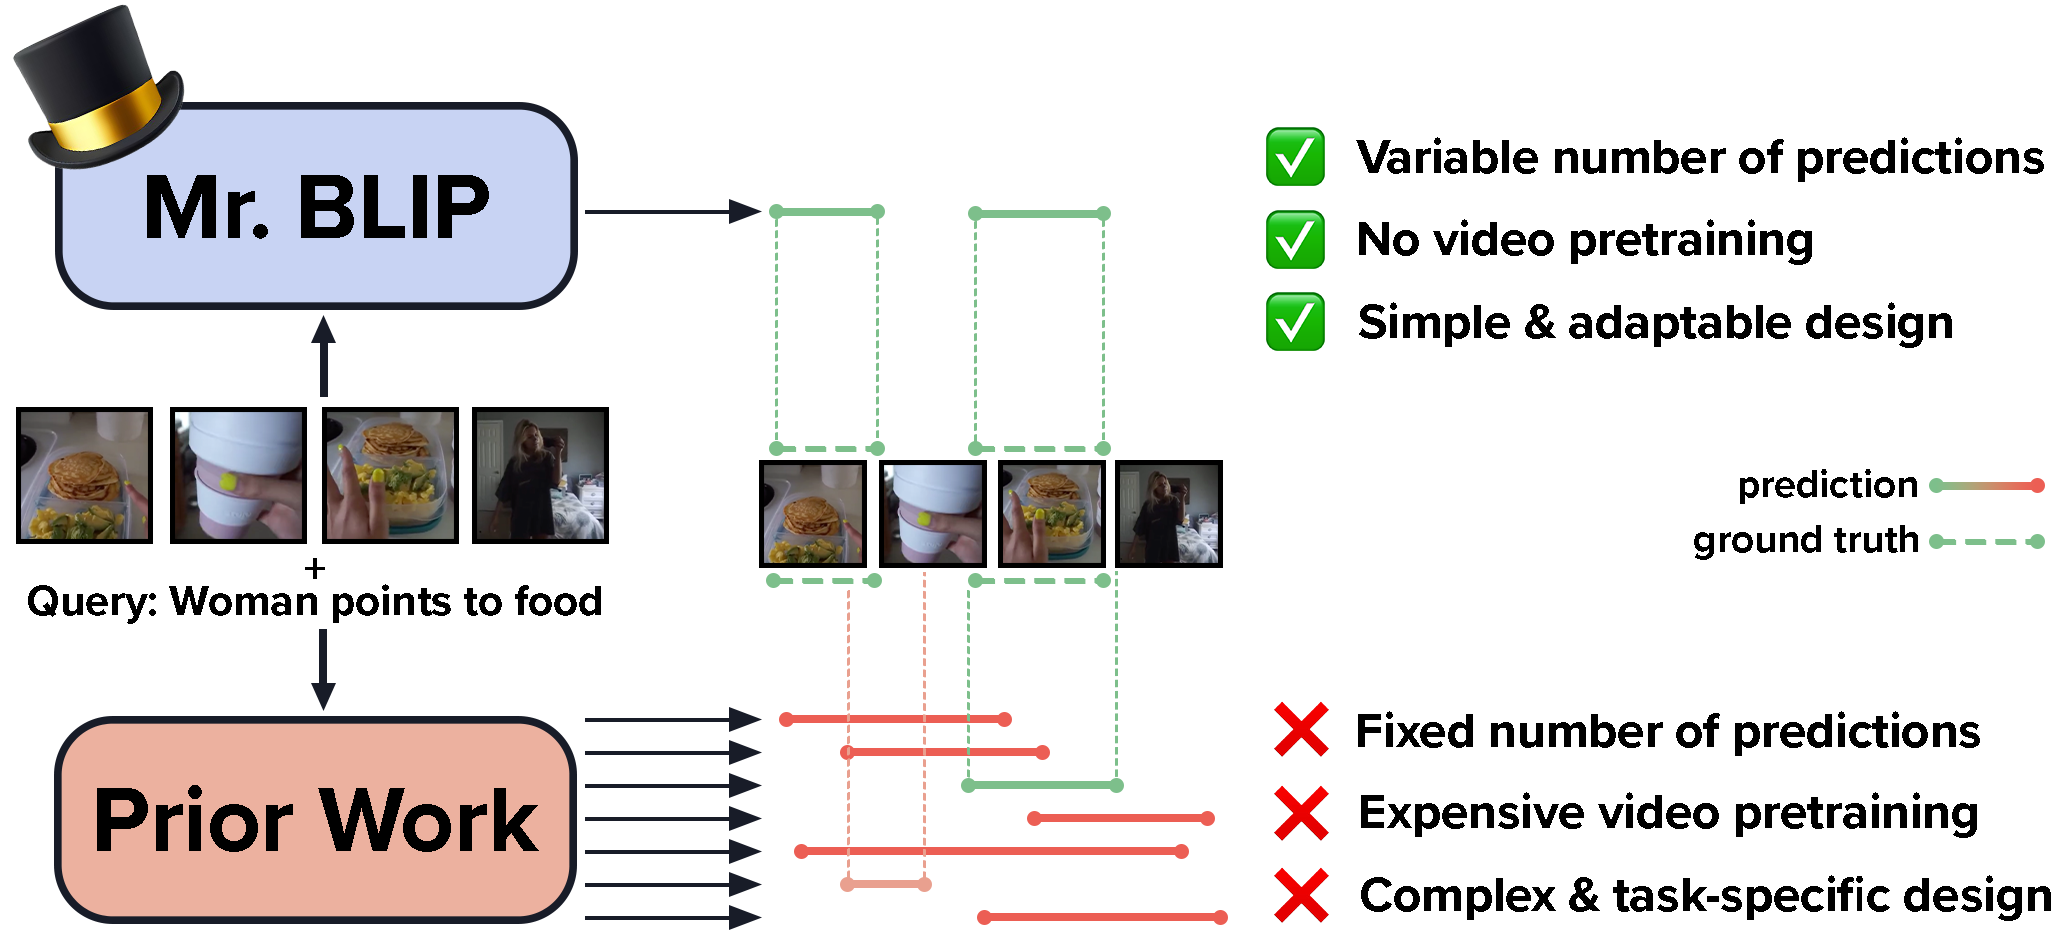 Mr. BLIP
Variable number of predictions
No video pretraining
Simple & adaptable design
+
Query: Woman points to food
prediction
ground truth
Prior Work
Fixed number of predictions
Expensive video pretraining
Complex & task-specific design